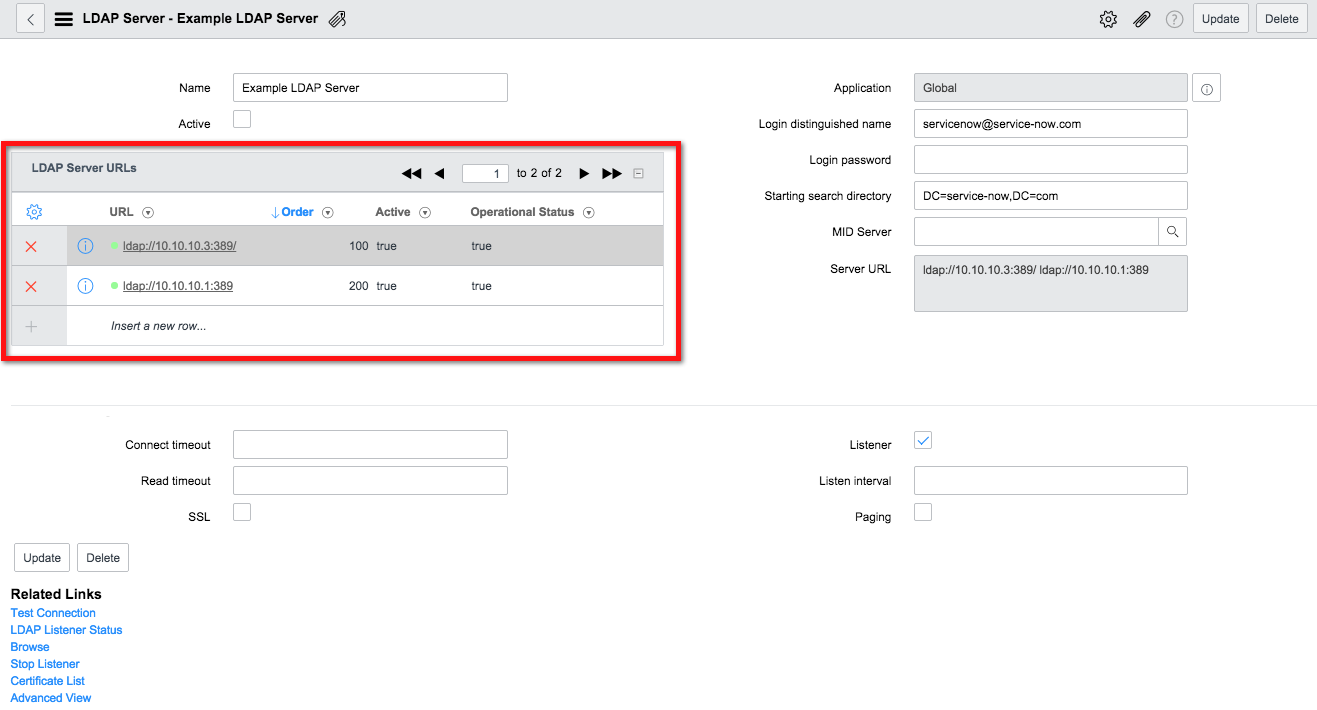 LDAP Server - Example LDAP Server
Update
Delete
Name
Example LDAP Server
Active
Application
Global
Login distinguished name
servicenow@service-now.com
Login password
Starting search directory
DC=service-now,DC=com
MID Server
Server URL
ldap://10.10.10.3:389/ ldap://10.10.10.1:389
LDAP Server URLs
1 to 2 of 2
URL Order Active Operational Status
ldap://10.10.10.3:389/ 100 true true
ldap://10.10.10.1:389 200 true true
Insert a new row...
Connect timeout
Read timeout
SSL
Listener
Listen interval
Paging
Update
Delete
Related Links
Test Connection
LDAP Listener Status
Browse
Stop Listener
Certificate List
Advanced View